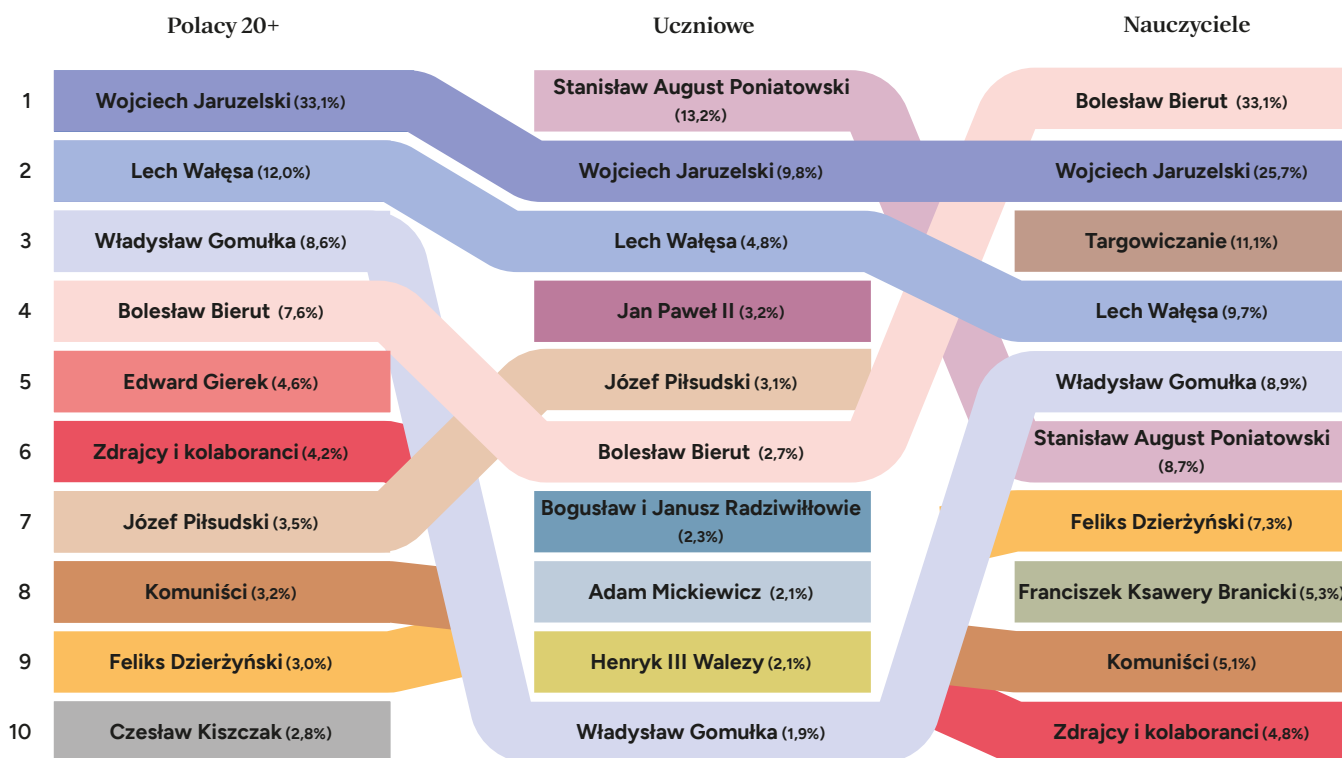 Polacy 20+
Uczniowe
Nauczyciele
1
Wojciech Jaruzelski (33,1%)
Stanisław August Poniatowski
(13,2%)
Bolesław Bierut (33,1%)
2
Lech Wałęsa (12,0%)
Wojciech Jaruzelski (9,8%)
Wojciech Jaruzelski (25,7%)
3
Władysław Gomułka (8,6%)
Lech Wałęsa (4,8%)
Targowiczanie (11,1%)
4
Bolesław Bierut (7,6%)
Jan Paweł II (3,2%)
Lech Wałęsa (9,7%)
5
Edward Gierek (4,6%)
Józef Piłsudski (3,1%)
Władysław Gomułka (8,9%)
6
Zdrajcy i kolaboranci (4,2%)
Bolesław Bierut (2,7%)
Stanisław August Poniatowski
(8,7%)
7
Józef Piłsudski (3,5%)
Bogusław i Janusz Radziwiłłowie
(2,3%)
Feliks Dzierżyński (7,3%)
8
Komuniści (3,2%)
Adam Mickiewicz (2,1%)
Franciszek Ksawery Branicki (5,3%)
9
Feliks Dzierżyński (3,0%)
Henryk III Walezy (2,1%)
Komuniści (5,1%)
10
Czesław Kiszczak (2,8%)
Władysław Gomułka (1,9%)
Zdrajcy i kolaboranci (4,8%)